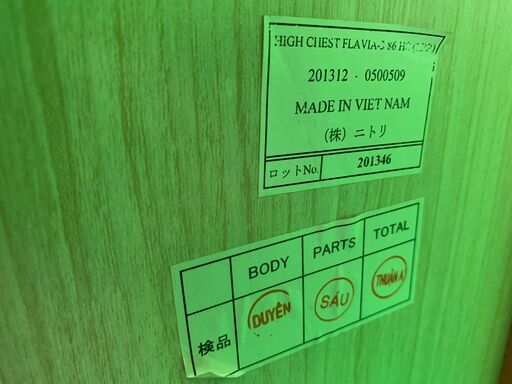 HIGH CHEST FLAVIA-3 86 HC
201312 · 0500509
MADE IN VIET NAM
（株）ニトリ
ロットNo. 201346
BODY PARTS TOTAL
検品 DUYÊN SÁU THUẬN A